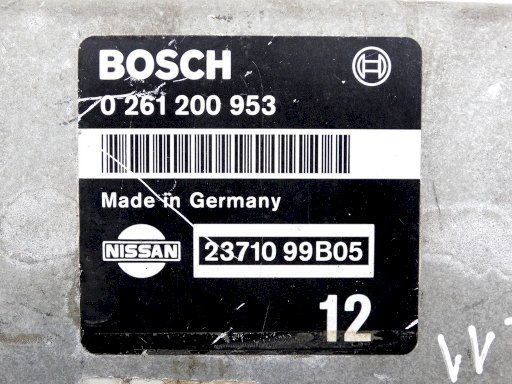 BOSCH
0 261 200 953
Made in Germany
NISSAN
23710 99B05
12